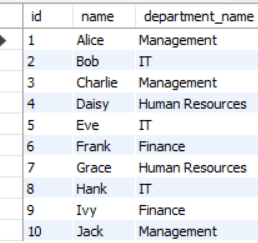 id name department_name
1 Alice Management
2 Bob IT
3 Charlie Management
4 Daisy Human Resources
5 Eve IT
6 Frank Finance
7 Grace Human Resources
8 Hank IT
9 Ivy Finance
10 Jack Management